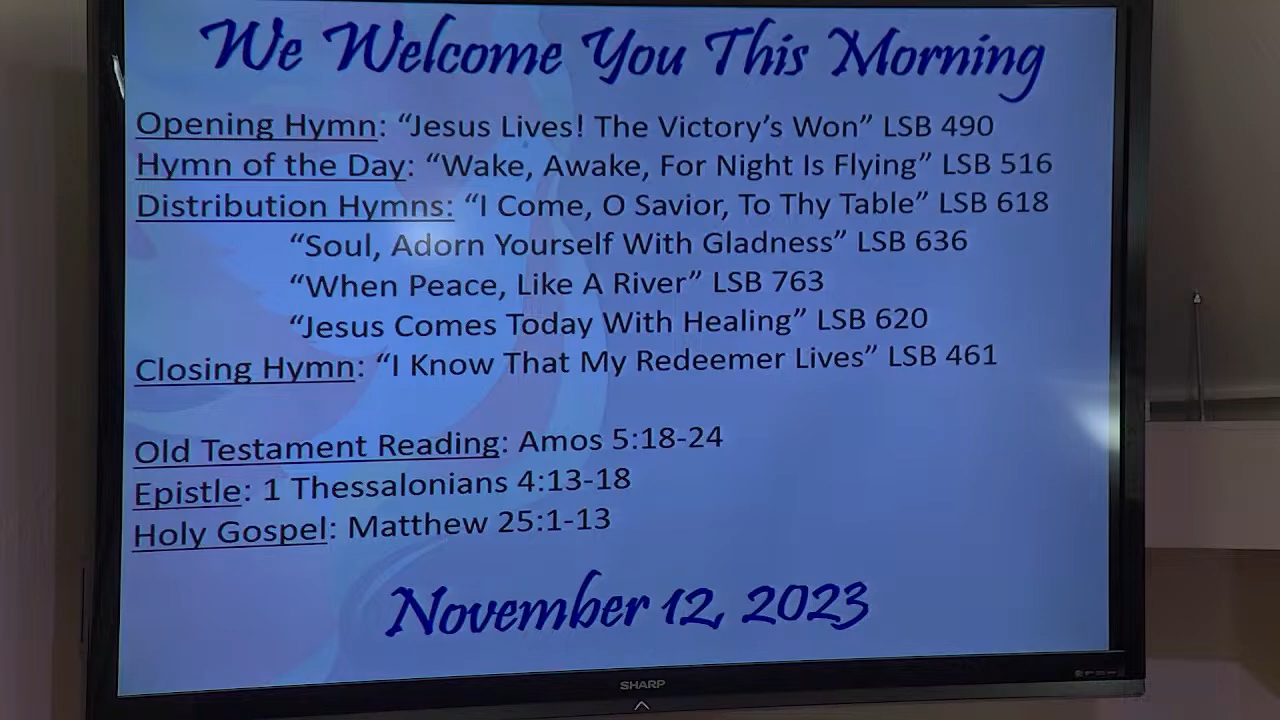 We Welcome You This Morning
Opening Hymn: “Jesus Lives! The Victory’s Won” LSB 490
Hymn of the Day: “Wake, Awake, For Night Is Flying” LSB 516
Distribution Hymns: “I Come, O Savior, To Thy Table” LSB 618
“Soul, Adorn Yourself With Gladness” LSB 636
“When Peace, Like A River” LSB 763
“Jesus Comes Today With Healing” LSB 620
Closing Hymn: “I Know That My Redeemer Lives” LSB 461
Old Testament Reading: Amos 5:18-24
Epistle: 1 Thessalonians 4:13-18
Holy Gospel: Matthew 25:1-13
November 12, 2023
SHARP